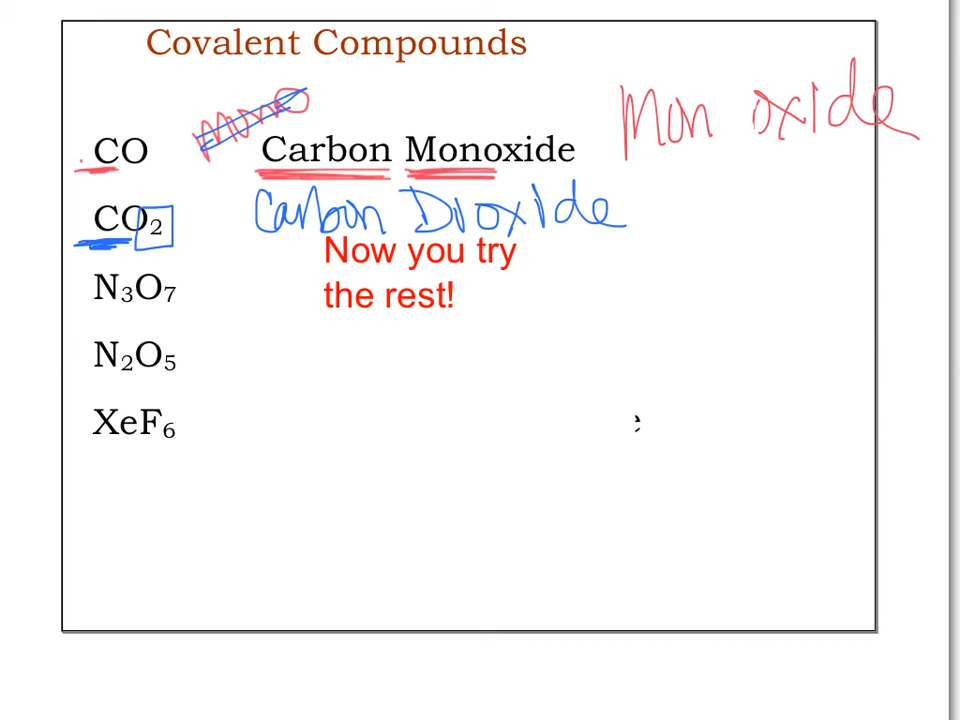 Covalent Compounds
mono
CO Carbon Monoxide Mon oxide
CO₂ Carbon Dioxide
Now you try
the rest!
N₃O₇
N₂O₅
XeF₆ e